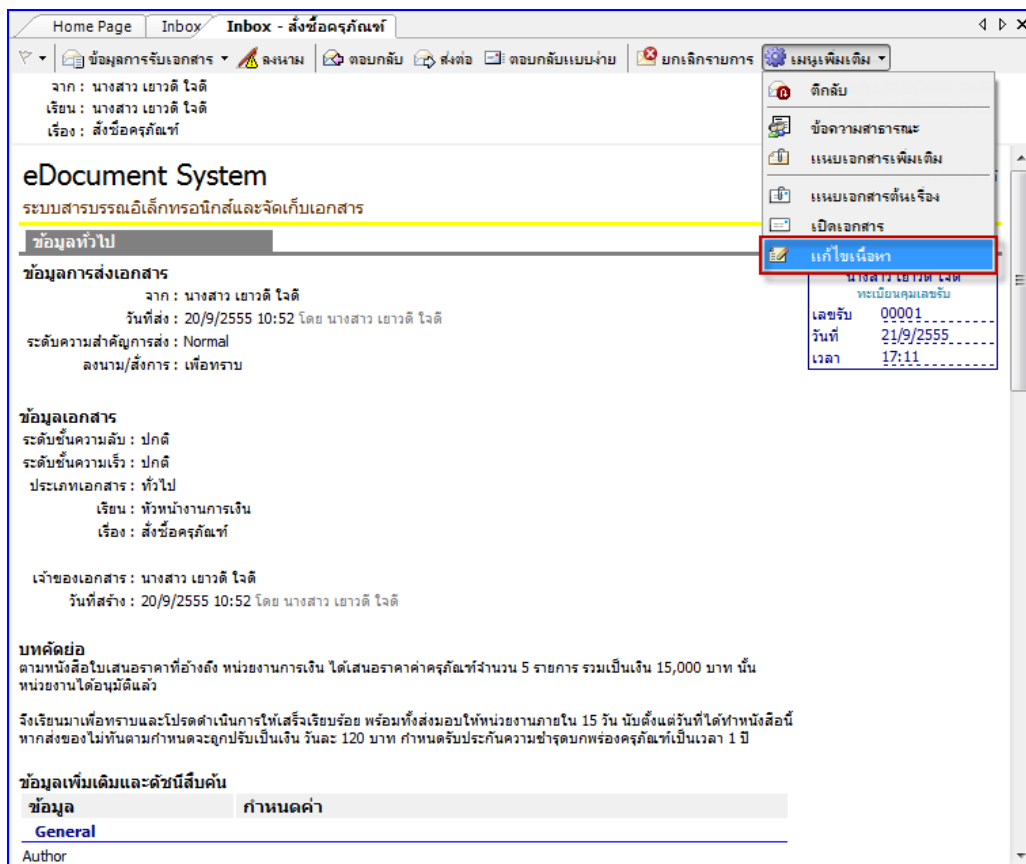 Home Page Inbox Inbox - สั่งซื้อครุภัณฑ์
ข้อมูลการรับเอกสาร ลงนาม ตอบกลับ ส่งต่อ ตอบกลับแบบง่าย ยกเลิกรายการ เมนูเพิ่มเติม
จาก : นางสาว เยาวดี ใจดี
เรียน : นางสาว เยาวดี ใจดี
เรื่อง : สั่งซื้อครุภัณฑ์
ตีกลับ
ข้อความสาธารณะ
แนบเอกสารเพิ่มเติม
แนบเอกสารต้นเรื่อง
เปิดเอกสาร
แก้ไขเนื้อหา
eDocument System
ระบบสารบรรณอิเล็กทรอนิกส์และจัดเก็บเอกสาร
ข้อมูลทั่วไป
นางสาว เยาวดี ใจดี
ทะเบียนคุมเลขรับ
เลขรับ 00001
วันที่ 21/9/2555
เวลา 17:11
ข้อมูลการส่งเอกสาร
จาก : นางสาว เยาวดี ใจดี
วันที่ส่ง : 20/9/2555 10:52 โดย นางสาว เยาวดี ใจดี
ระดับความสำคัญการส่ง : Normal
ลงนาม/สั่งการ : เพื่อทราบ
ข้อมูลเอกสาร
ระดับชั้นความลับ : ปกติ
ระดับชั้นความเร็ว : ปกติ
ประเภทเอกสาร : ทั่วไป
เรียน : หัวหน้างานการเงิน
เรื่อง : สั่งซื้อครุภัณฑ์
เจ้าของเอกสาร : นางสาว เยาวดี ใจดี
วันที่สร้าง : 20/9/2555 10:52 โดย นางสาว เยาวดี ใจดี
บทคัดย่อ
ตามหนังสือใบเสนอราคาที่อ้างถึง หน่วยงานการเงิน ได้เสนอราคาค่าครุภัณฑ์จำนวน 5 รายการ รวมเป็นเงิน 15,000 บาท นั้น
หน่วยงานได้อนุมัติแล้ว
จึงเรียนมาเพื่อทราบและโปรดดำเนินการให้เสร็จเรียบร้อย พร้อมทั้งส่งมอบให้หน่วยงานภายใน 15 วัน นับตั้งแต่วันที่ได้ทำหนังสือนี้
หากส่งของไม่ทันตามกำหนดจะถูกปรับเป็นเงิน วันละ 120 บาท กำหนดรับประกันความชำรุดบกพร่องครุภัณฑ์เป็นเวลา 1 ปี
ข้อมูลเพิ่มเติมและดัชนีสืบค้น
ข้อมูล กำหนดค่า
General
Author